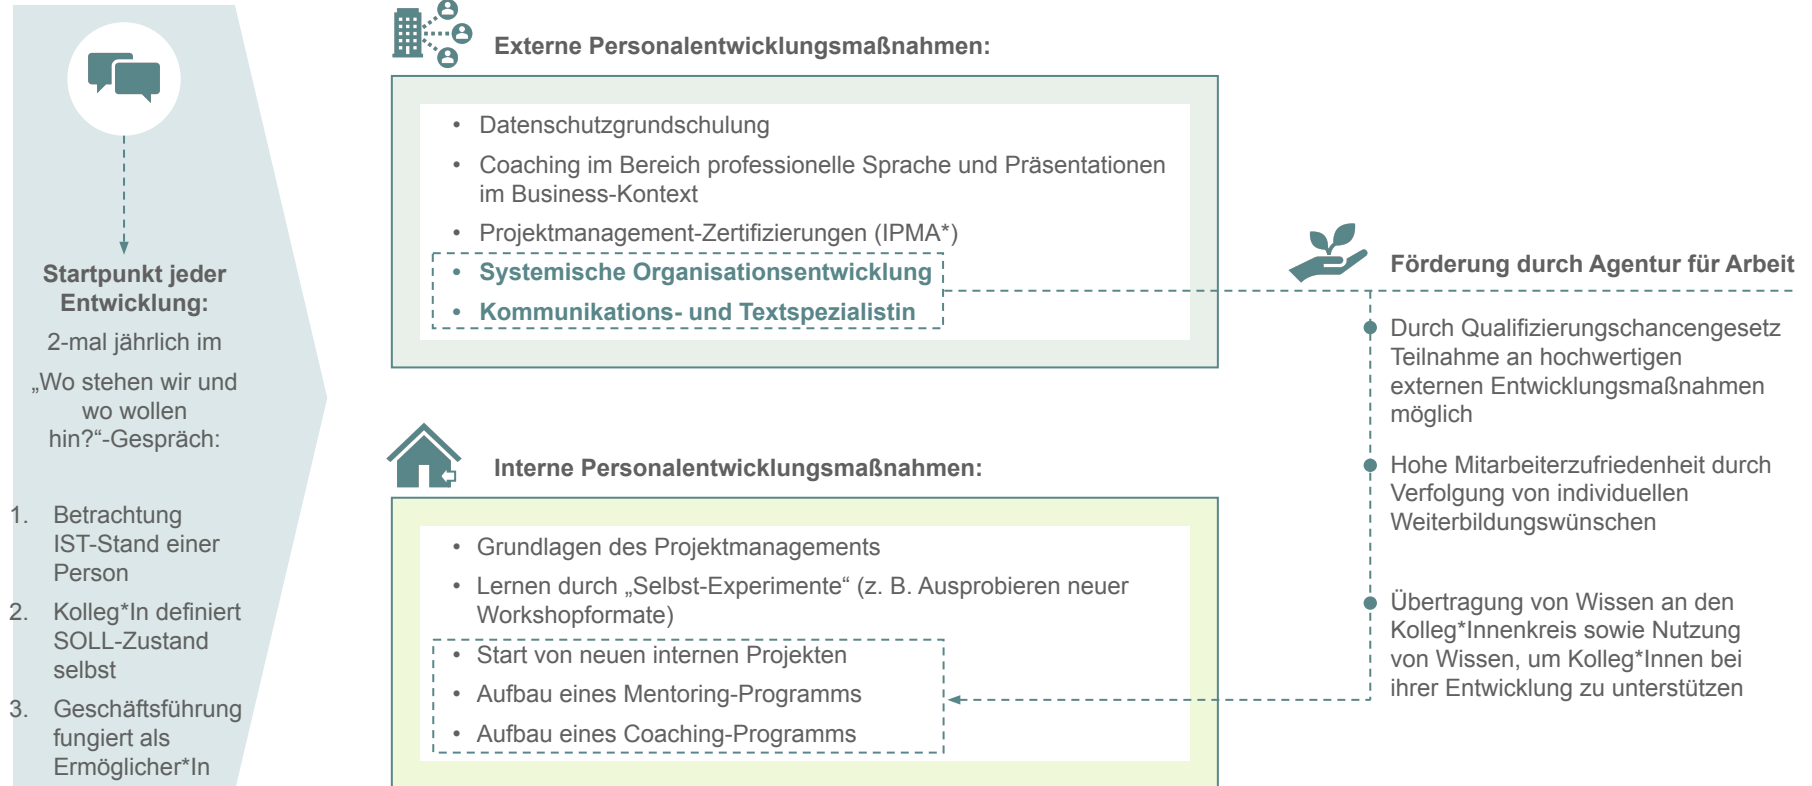 Startpunkt jeder
Entwicklung:
2-mal jährlich im
„Wo stehen wir und
wo wollen
hin?“-Gespräch:
1. Betrachtung
IST-Stand einer
Person
2. Kolleg*In definiert
SOLL-Zustand
selbst
3. Geschäftsführung
fungiert als
Ermöglicher*In
Externe Personalentwicklungsmaßnahmen:
• Datenschutzgrundschulung
• Coaching im Bereich professionelle Sprache und Präsentationen
im Business-Kontext
• Projektmanagement-Zertifizierungen (IPMA*)
• Systemische Organisationsentwicklung
• Kommunikations- und Textspezialistin
Interne Personalentwicklungsmaßnahmen:
• Grundlagen des Projektmanagements
• Lernen durch „Selbst-Experimente“ (z. B. Ausprobieren neuer
Workshopformate)
• Start von neuen internen Projekten
• Aufbau eines Mentoring-Programms
• Aufbau eines Coaching-Programms
Förderung durch Agentur für Arbeit
Durch Qualifizierungschancengesetz
Teilnahme an hochwertigen
externen Entwicklungsmaßnahmen
möglich
Hohe Mitarbeiterzufriedenheit durch
Verfolgung von individuellen
Weiterbildungswünschen
Übertragung von Wissen an den
Kolleg*Innenkreis sowie Nutzung
von Wissen, um Kolleg*Innen bei
ihrer Entwicklung zu unterstützen